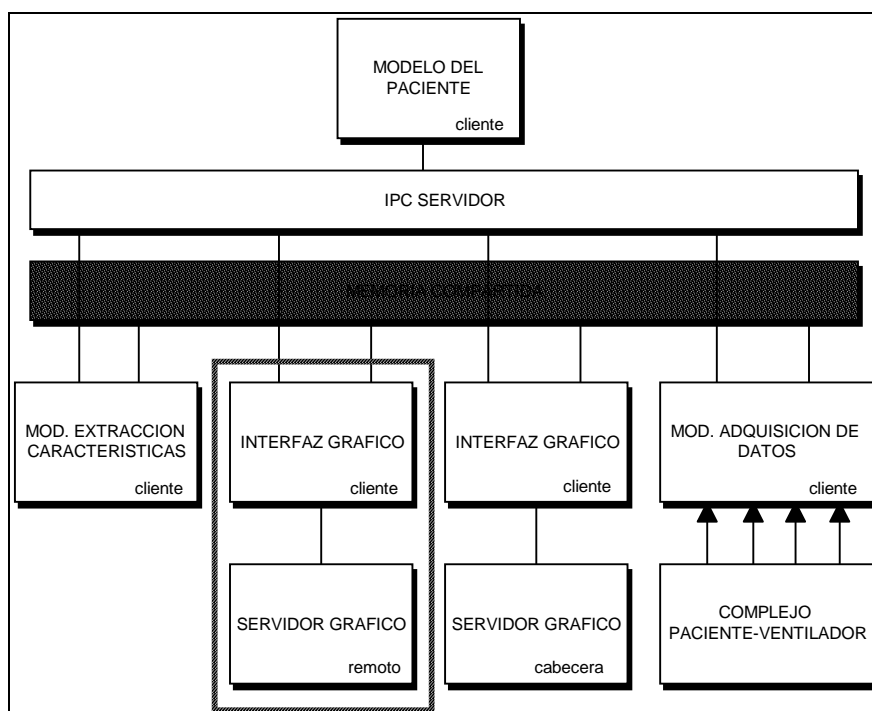 MODELO DEL
PACIENTE
cliente
IPC SERVIDOR
MEMORIA COMPARTIDA
MOD. EXTRACCION
CARACTERISTICAS
cliente
INTERFAZ GRAFICO
cliente
INTERFAZ GRAFICO
cliente
MOD. ADQUISICION DE
DATOS
cliente
SERVIDOR GRAFICO
remoto
SERVIDOR GRAFICO
cabecera
COMPLEJO
PACIENTE-VENTILADOR